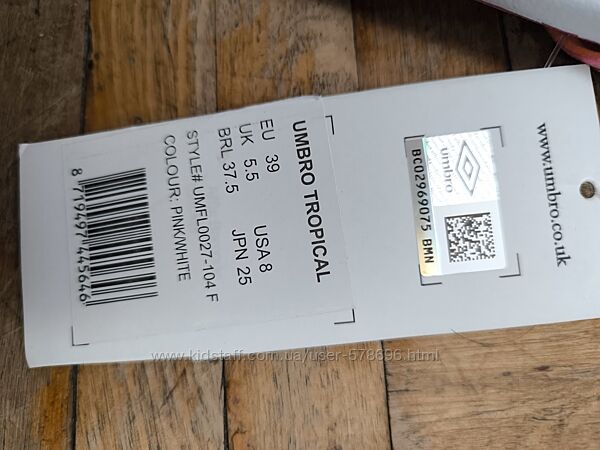 www.umbro.co.uk
umbro
BC02969075 BMN
UMBRO TROPICAL
EU 39 USA 8
UK 5.5 JPN 25
BRL 37.5
STYLE# UMFL0027-104 F
COLOUR: PINK/WHITE
8 719497 445646
www.kidstaff.com.ua/user-578696.html